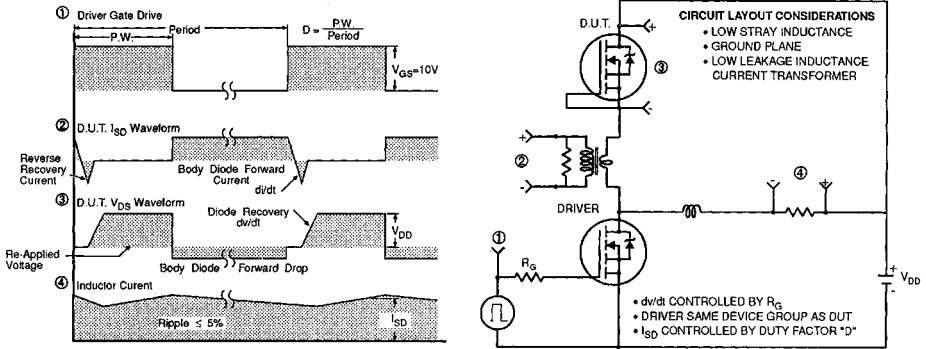 ① Driver Gate Drive
Period
P.W.
D = P.W. / Period
V_GS=10V
② D.U.T. I_SD Waveform
Reverse
Recovery
Current
Body Diode Forward
Current
di/dt
③ D.U.T. V_DS Waveform
Diode Recovery
dv/dt
V_DD
Re-Applied
Voltage
Body Diode Forward Drop
④ Inductor Curent
Ripple ≤ 5%
I_SD
D.U.T.
+
③
-
CIRCUIT LAYOUT CONSIDERATIONS
• LOW STRAY INDUCTANCE
• GROUND PLANE
• LOW LEAKAGE INDUCTANCE
CURRENT TRANSFORMER
+
②
-
④
- +
DRIVER
①
R_G
+
V_DD
-
• dv/dt CONTROLLED BY R_G
• DRIVER SAME DEVICE GROUP AS DUT
• I_SD CONTROLLED BY DUTY FACTOR "D"